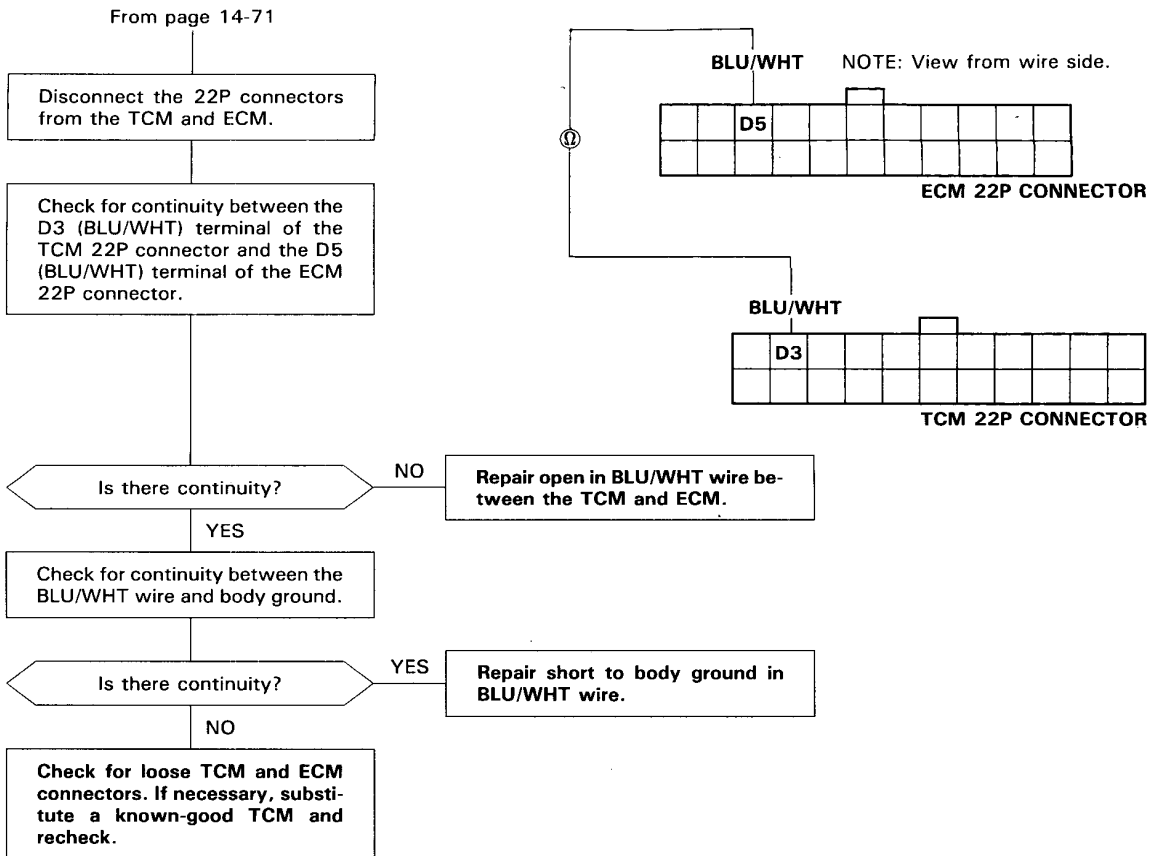 From page 14-71
Disconnect the 22P connectors
from the TCM and ECM.
Check for continuity between the
D3 (BLU/WHT) terminal of the
TCM 22P connector and the D5
(BLU/WHT) terminal of the ECM
22P connector.
Is there continuity?
NO
Repair open in BLU/WHT wire be-
tween the TCM and ECM.
YES
Check for continuity between the
BLU/WHT wire and body ground.
Is there continuity?
YES
Repair short to body ground in
BLU/WHT wire.
NO
Check for loose TCM and ECM
connectors. If necessary, substi-
tute a known-good TCM and
recheck.
BLU/WHT
NOTE: View from wire side.
D5
Ω
ECM 22P CONNECTOR
BLU/WHT
D3
TCM 22P CONNECTOR